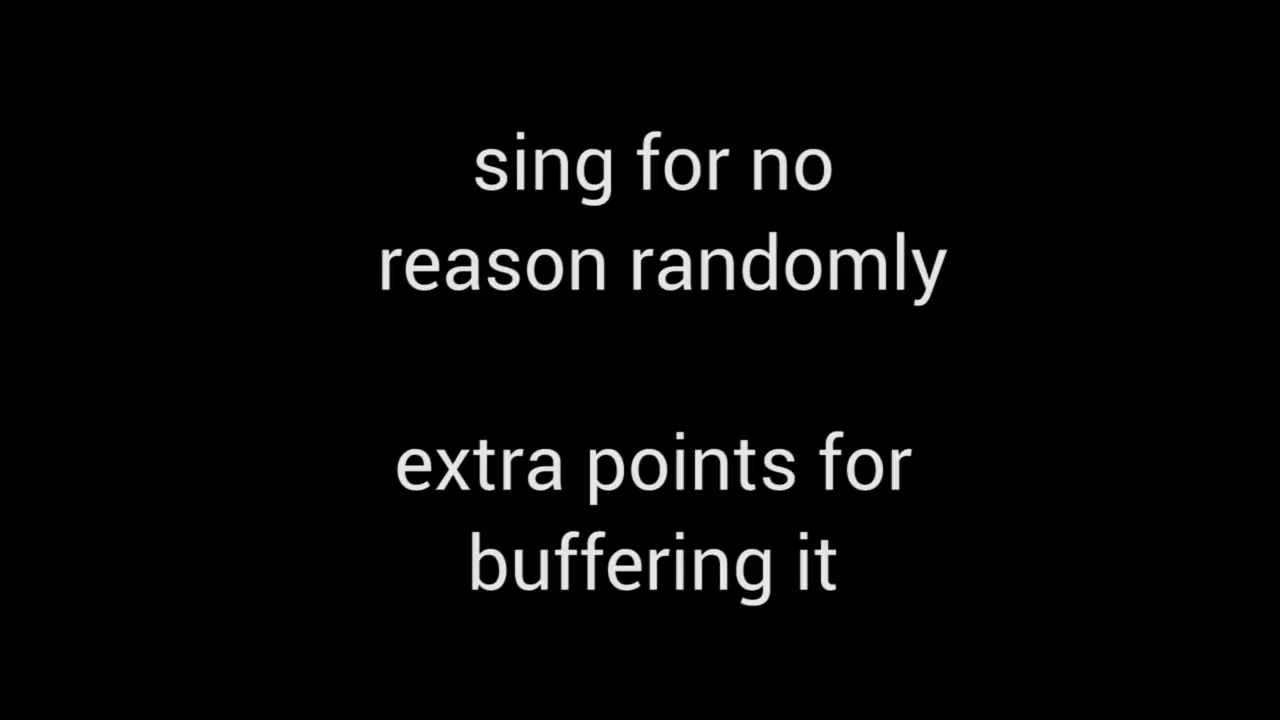 sing for no
reason randomly
extra points for
buffering it